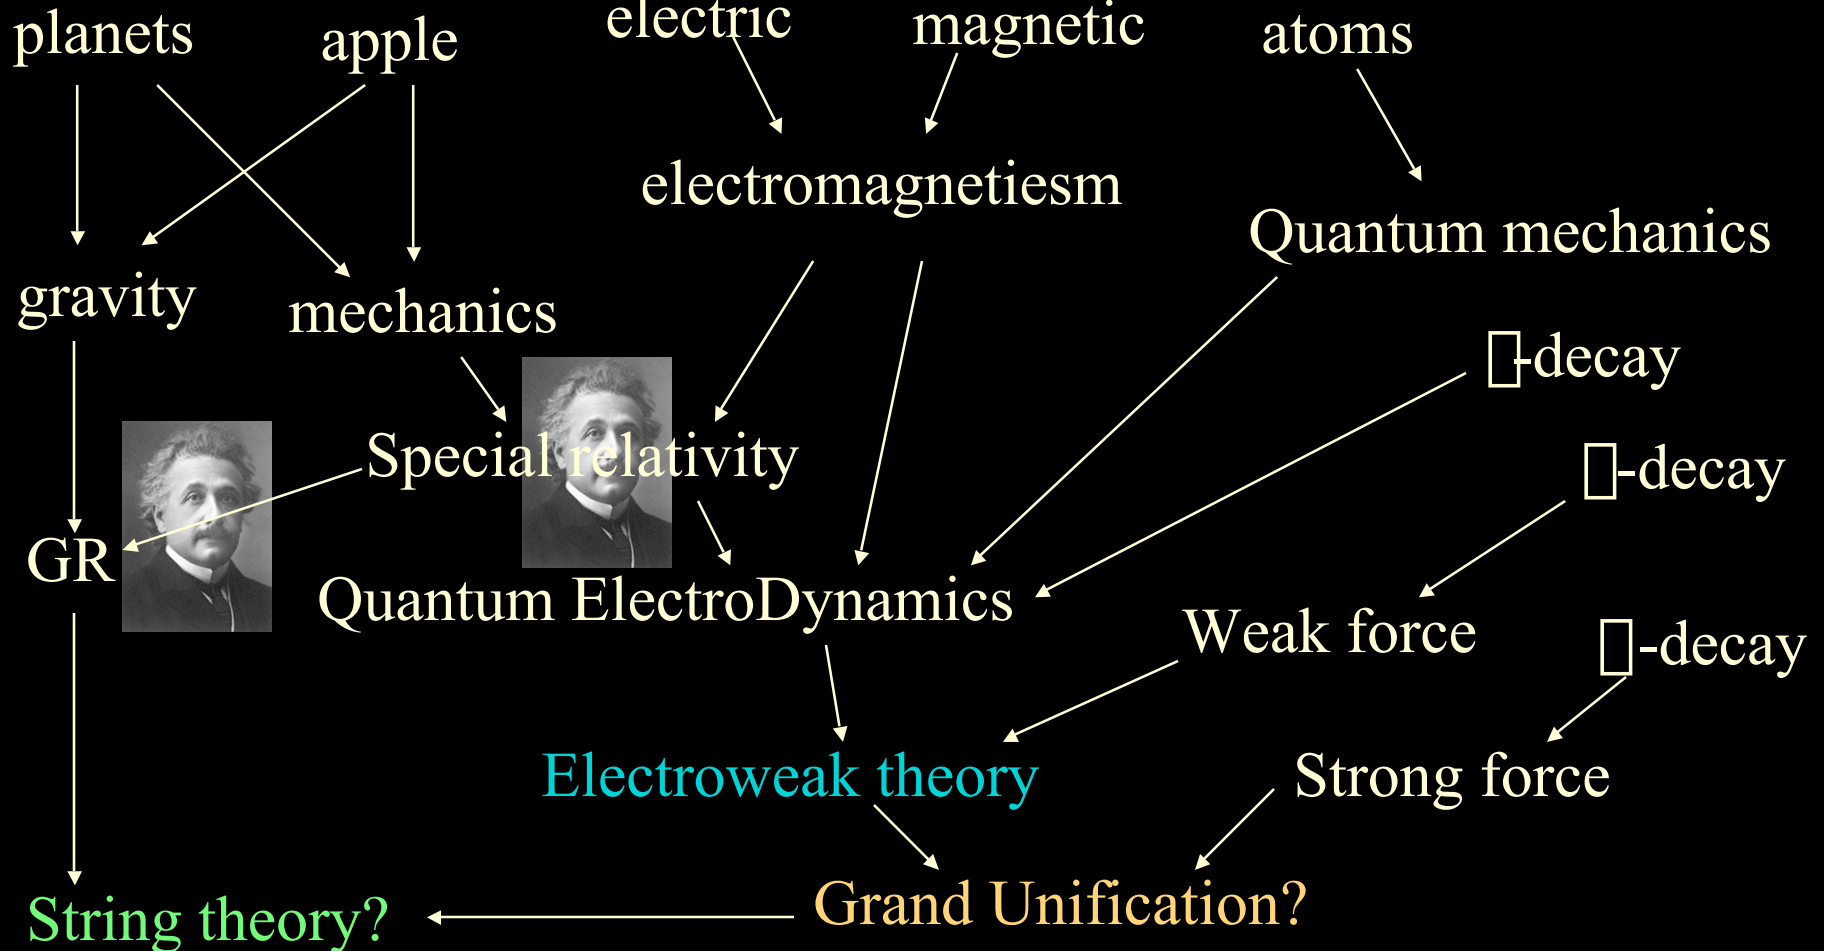 planets
apple
electric
magnetic
atoms
electromagnetiesm
Quantum mechanics
gravity
mechanics
-decay
Special relativity
-decay
GR
Quantum ElectroDynamics
Weak force
-decay
Electroweak theory
Strong force
Grand Unification?
String theory?